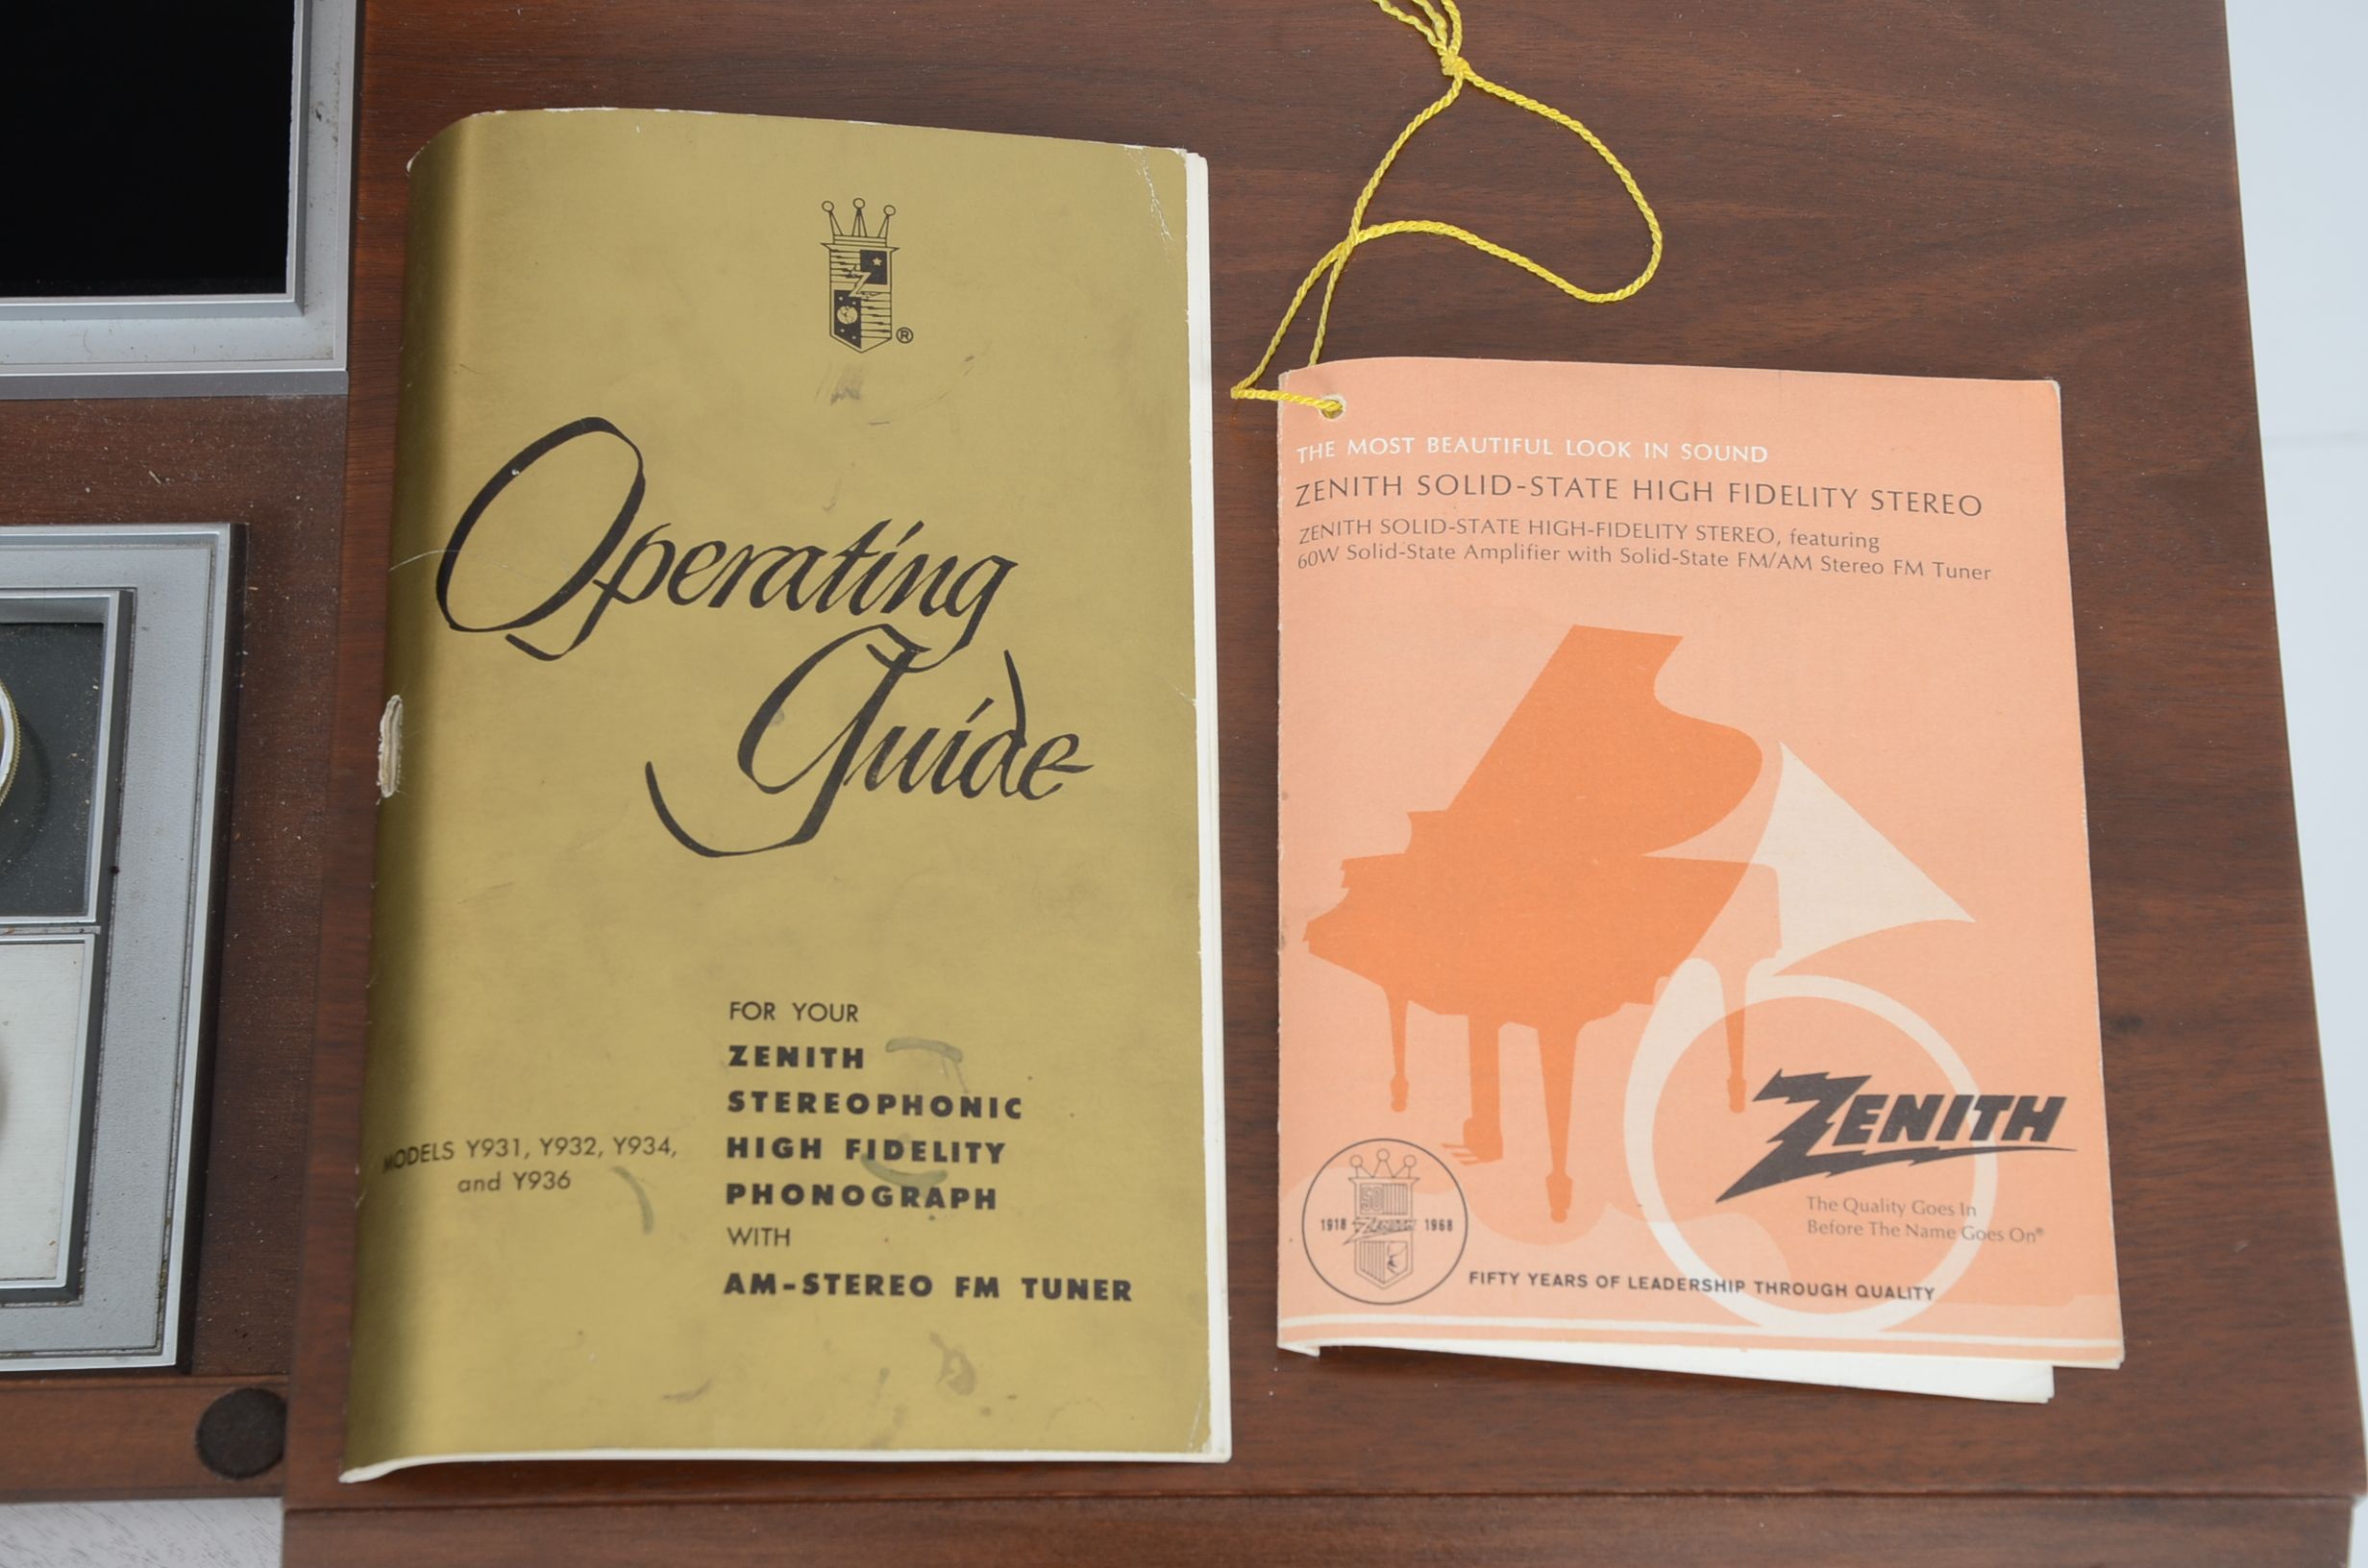 Z
®
Operating
Guide
FOR YOUR
ZENITH
STEREOPHONIC
HIGH FIDELITY
PHONOGRAPH
WITH
AM-STEREO FM TUNER
MODELS Y931, Y932, Y934,
and Y936
THE MOST BEAUTIFUL LOOK IN SOUND
ZENITH SOLID-STATE HIGH FIDELITY STEREO
ZENITH SOLID-STATE HIGH-FIDELITY STEREO, featuring
60W Solid-State Amplifier with Solid-State FM/AM Stereo FM Tuner
ZENITH
The Quality Goes In
Before The Name Goes On®
50
1918 ZENITH 1968
FIFTY YEARS OF LEADERSHIP THROUGH QUALITY